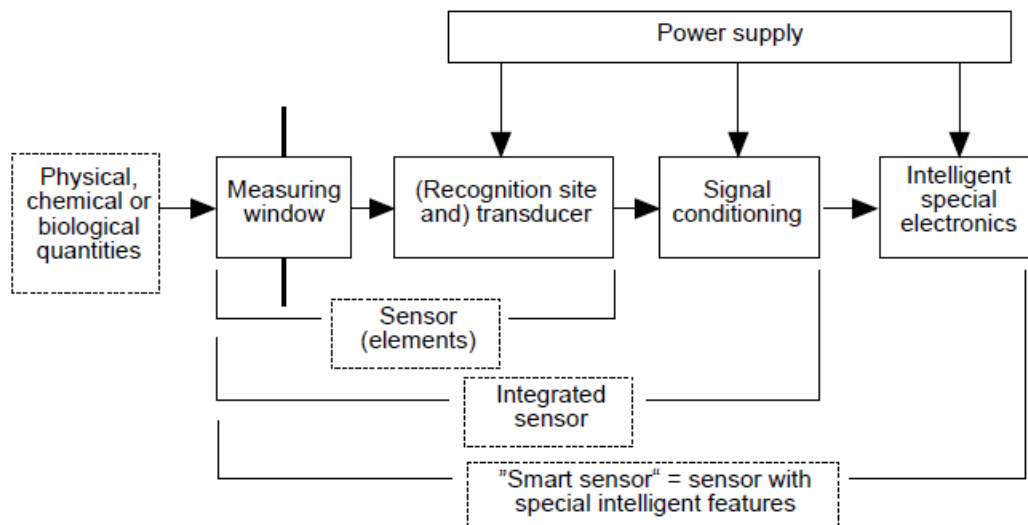 Power supply
Physical,
chemical or
biological
quantities
Measuring
window
(Recognition site
and) transducer
Signal
conditioning
Intelligent
special
electronics
Sensor
(elements)
Integrated
sensor
”Smart sensor“ = sensor with
special intelligent features